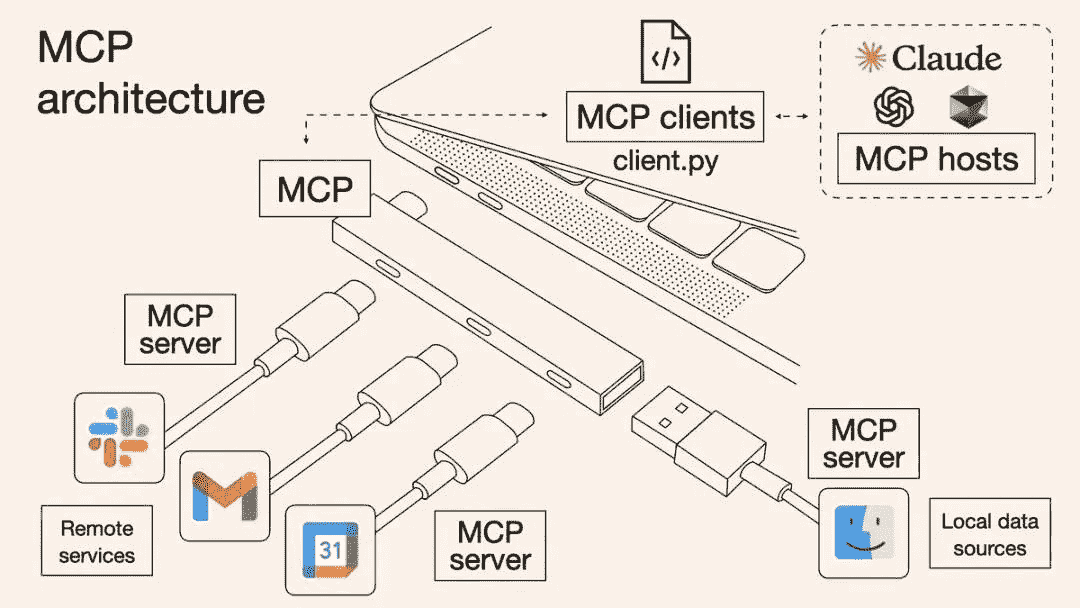 MCP
architecture
MCP clients
client.py
Claude
MCP hosts
MCP
MCP
server
Remote
services
31
MCP
server
MCP
server
Local data
sources
</>